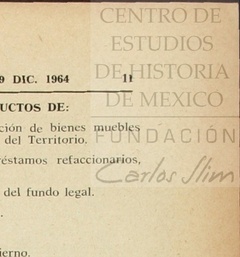 CENTRO DE
ESTUDIOS
DE HISTORIA
DE MEXICO
FUNDACIÓN
Carlos Slim
9 DIC. 1964 11
UCTOS DE:
ción de bienes muebles
del Territorio.
réstamos refaccionarios,
del fundo legal.
ierno.